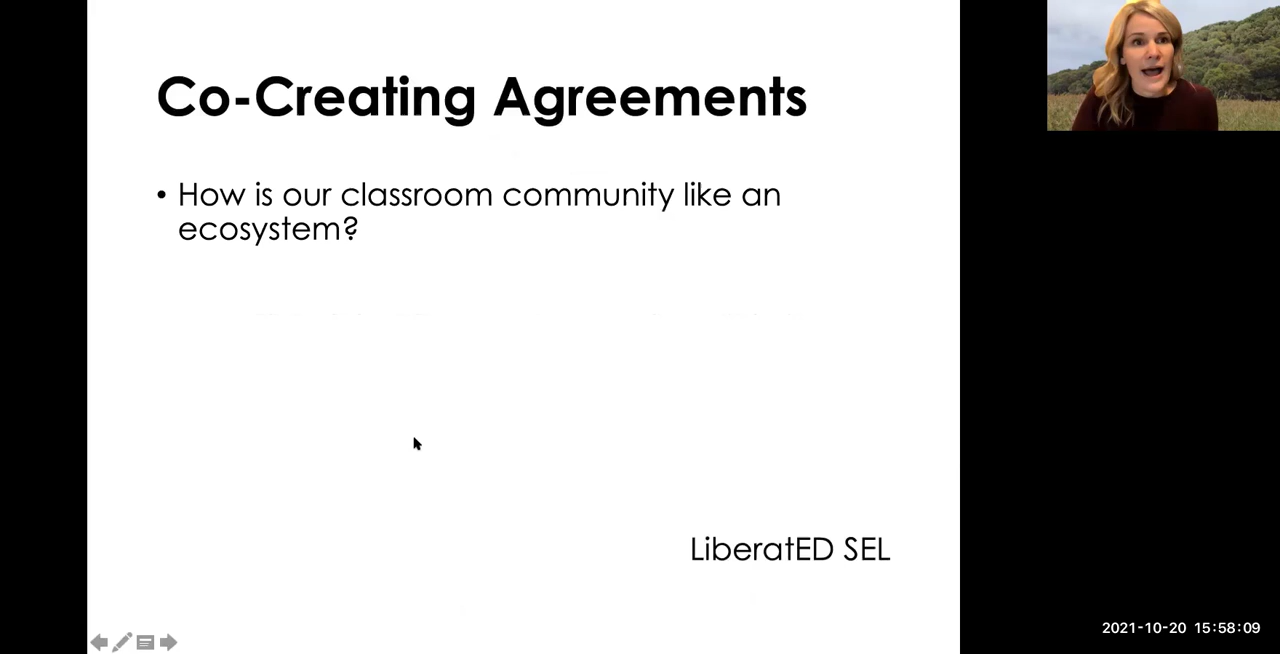 Co-Creating Agreements
• How is our classroom community like an
ecosystem?
LiberatED SEL
2021-10-20 15:58:09